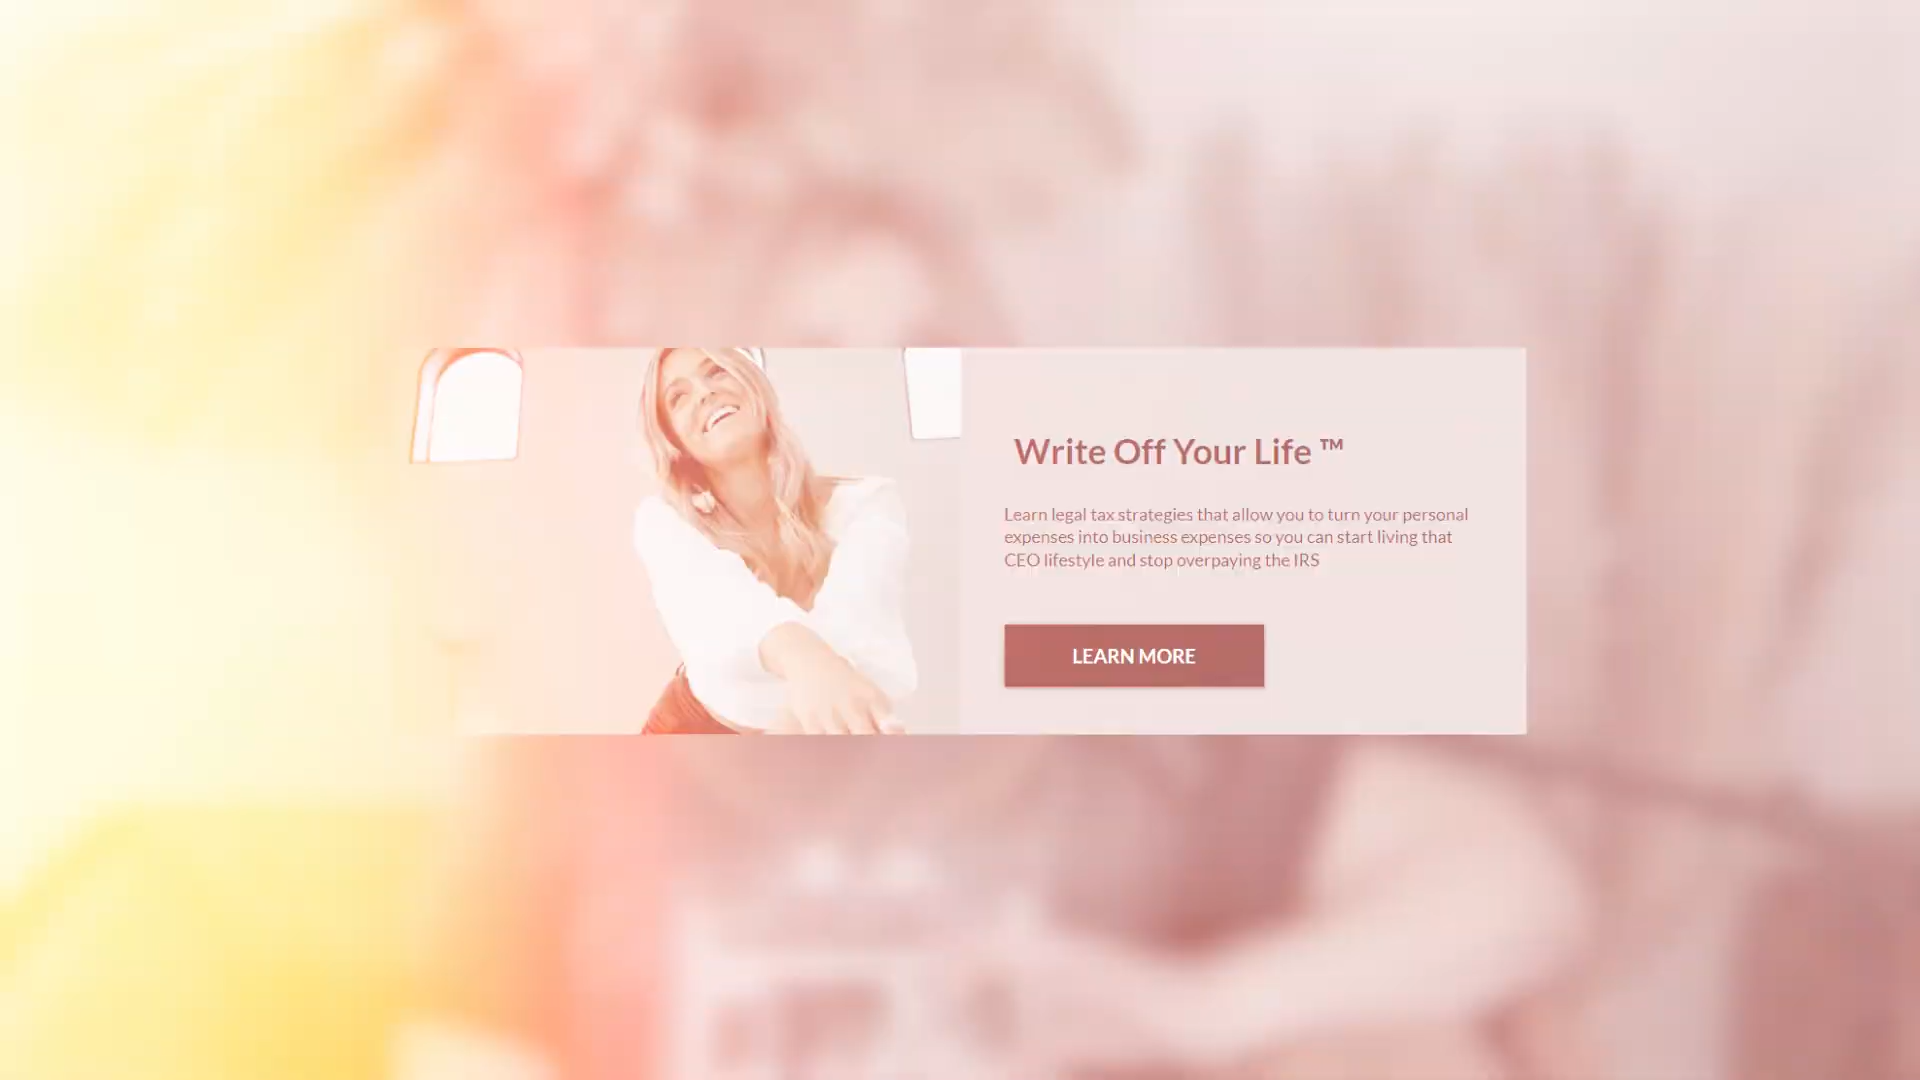 Write Off Your Life ™
Learn legal tax strategies that allow you to turn your personal
expenses into business expenses so you can start living that
CEO lifestyle and stop overpaying the IRS
LEARN MORE